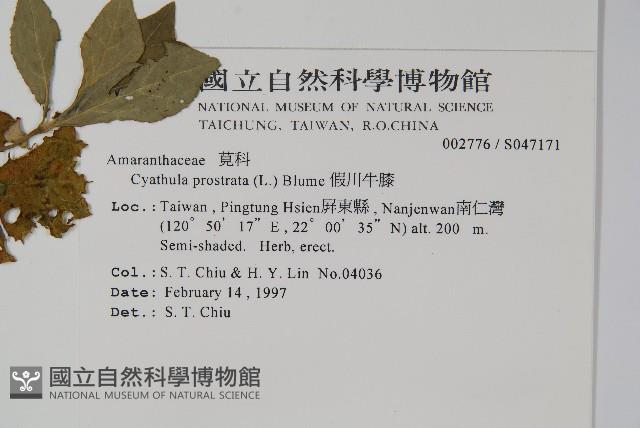 國立自然科學博物館
NATIONAL MUSEUM OF NATURAL SCIENCE
TAICHUNG, TAIWAN, R.O.CHINA
002776 / S047171
Amaranthaceae 莧科
Cyathula prostrata (L.) Blume 假川牛膝
Loc.: Taiwan , Pingtung Hsien屏東縣 , Nanjenwan南仁灣
(120° 50' 17" E , 22° 00' 35" N) alt. 200 m.
Semi-shaded. Herb, erect.
Col.: S. T. Chiu & H. Y. Lin No.04036
Date: February 14 , 1997
Det.: S. T. Chiu
國立自然科學博物館
NATIONAL MUSEUM OF NATURAL SCIENCE